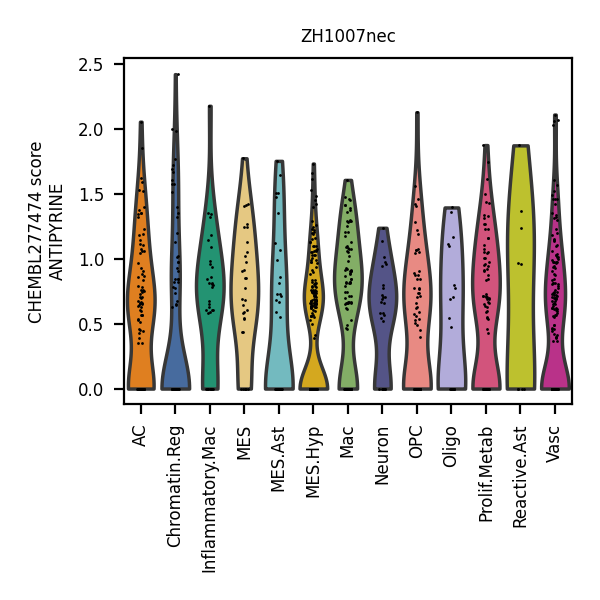 ZH1007nec
CHEMBL277474 score
ANTIPYRINE
2.5
2.0
1.5
1.0
0.5
0.0
AC
Chromatin.Reg
Inflammatory.Mac
MES
MES.Ast
MES.Hyp
Mac
Neuron
OPC
Oligo
Prolif.Metab
Reactive.Ast
Vasc